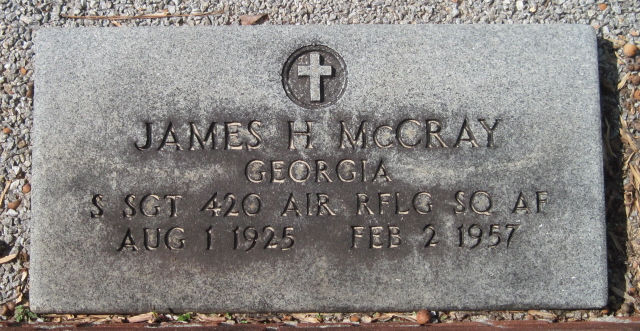 JAMES H McCRAY
GEORGIA
S SGT 420 AIR RFLG SQ AF
AUG 1 1925 FEB 2 1957